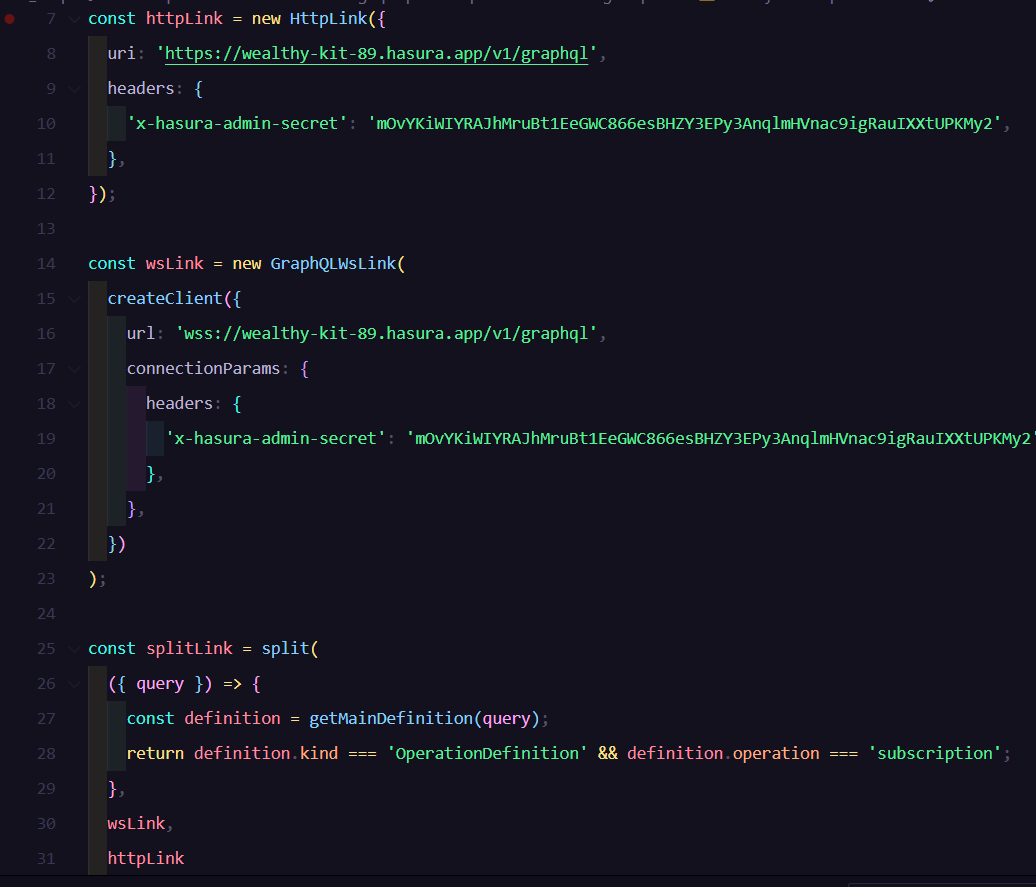 7 const httpLink = new HttpLink({
8 uri: 'https://wealthy-kit-89.hasura.app/v1/graphql',
9 headers: {
10 'x-hasura-admin-secret': 'mOvYKiWIYRAJhMruBt1EeGWC866esBHZY3EPy3AnqlmHVnac9igRauIXXtUPKMy2',
11 },
12 });
13
14 const wsLink = new GraphQLWsLink(
15 createClient({
16 url: 'wss://wealthy-kit-89.hasura.app/v1/graphql',
17 connectionParams: {
18 headers: {
19 'x-hasura-admin-secret': 'mOvYKiWIYRAJhMruBt1EeGWC866esBHZY3EPy3AnqlmHVnac9igRauIXXtUPKMy2'
20 },
21 },
22 })
23 );
24
25 const splitLink = split(
26 ({ query }) => {
27 const definition = getMainDefinition(query);
28 return definition.kind === 'OperationDefinition' && definition.operation === 'subscription';
29 },
30 wsLink,
31 httpLink